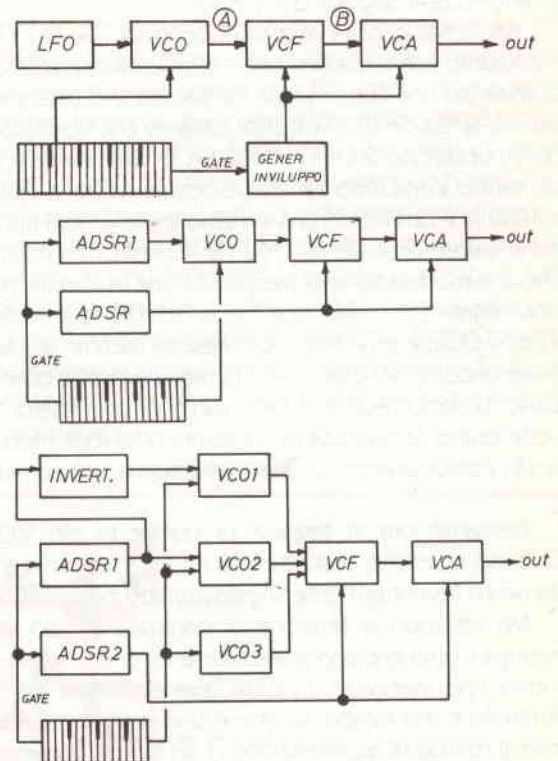 A B
LFO VCO VCF VCA out
GATE GENER. INVILUPPO
ADSR1 VCO VCF VCA out
ADSR
GATE
INVERT. VCO1
ADSR1 VCO2 VCF VCA out
ADSR2 VCO3
GATE